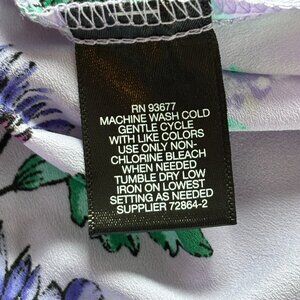 RN 93677
MACHINE WASH COLD
GENTLE CYCLE
WITH LIKE COLORS
USE ONLY NON-
CHLORINE BLEACH
WHEN NEEDED
TUMBLE DRY LOW
IRON ON LOWEST
SETTING AS NEEDED
SUPPLIER 72864-2